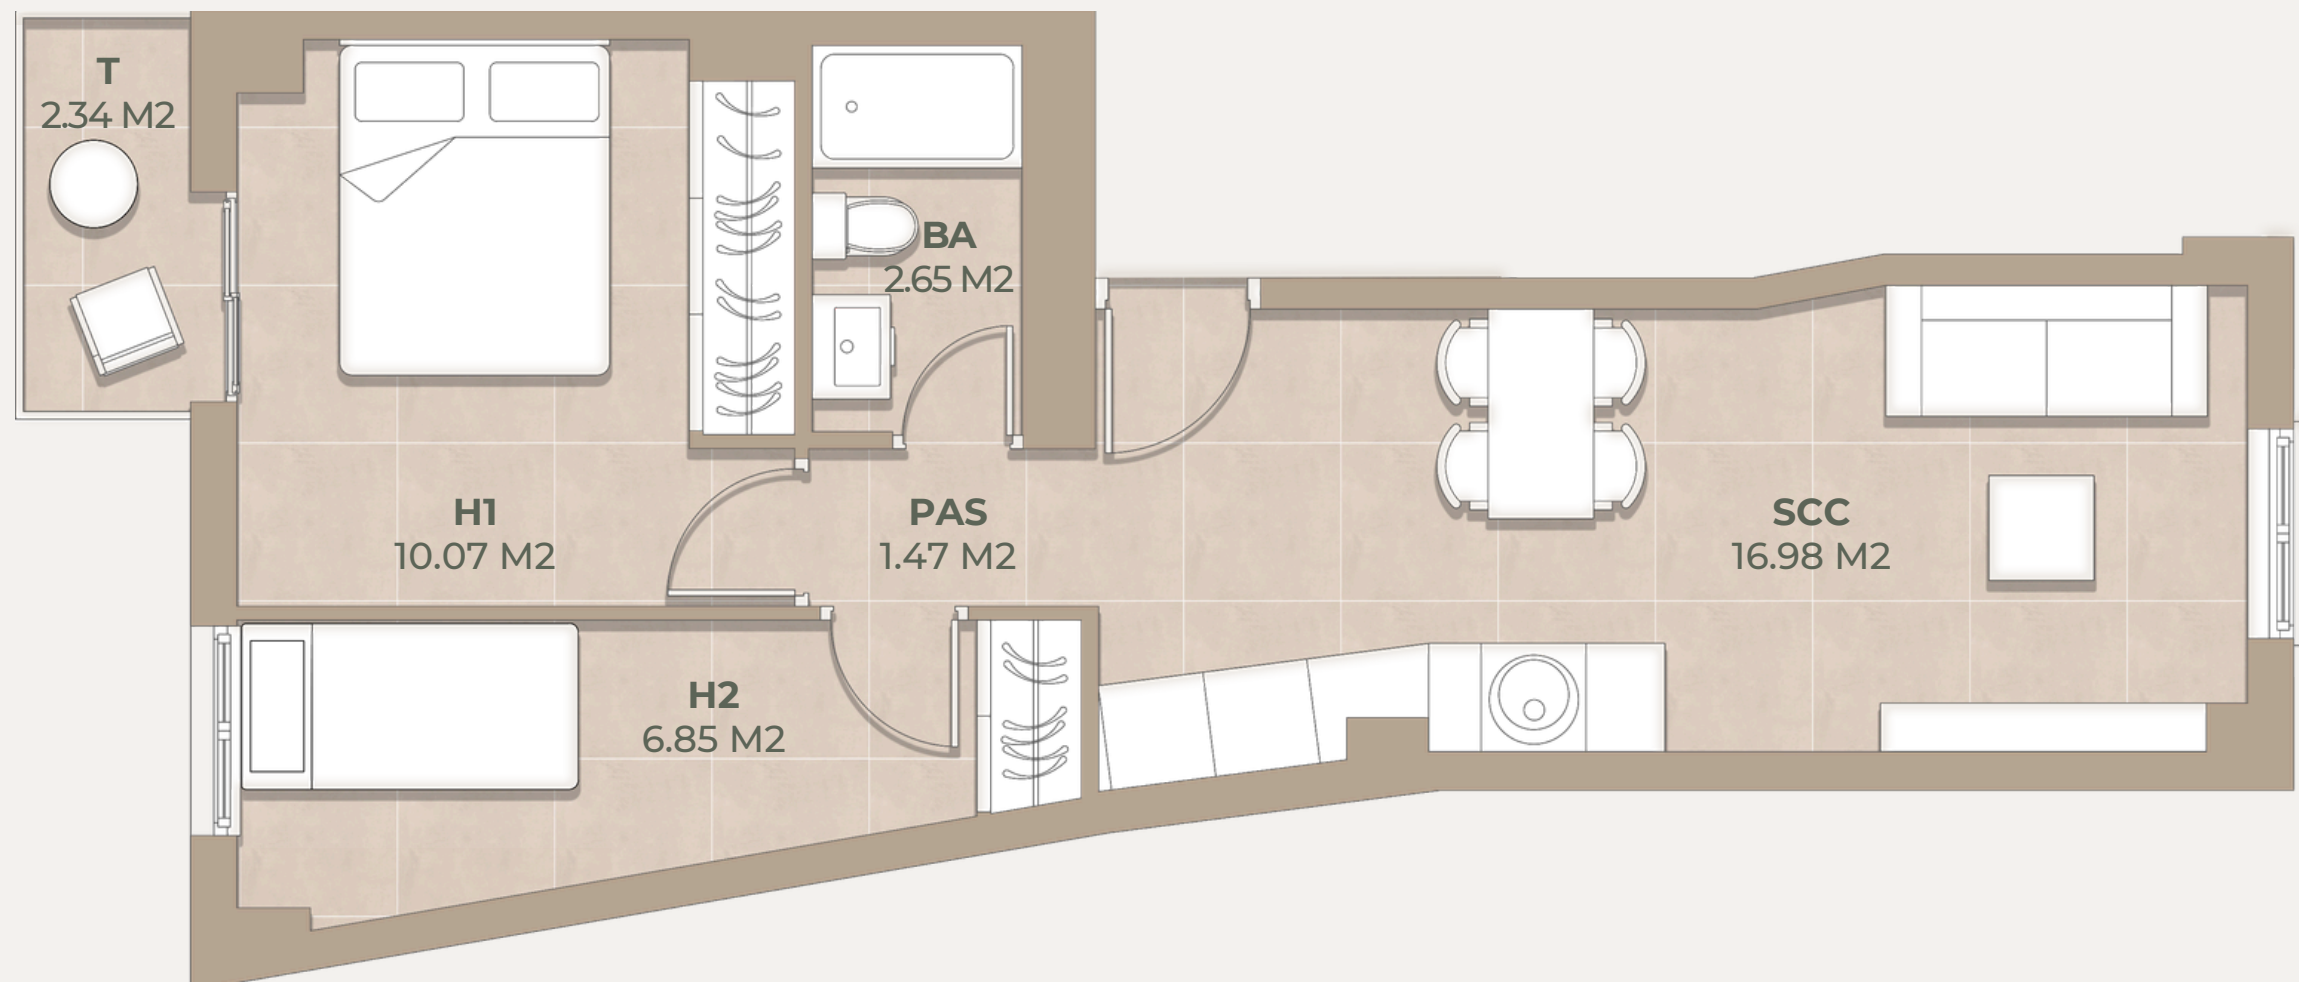 T
2.34 M2
BA
2.65 M2
H1
10.07 M2
PAS
1.47 M2
SCC
16.98 M2
H2
6.85 M2